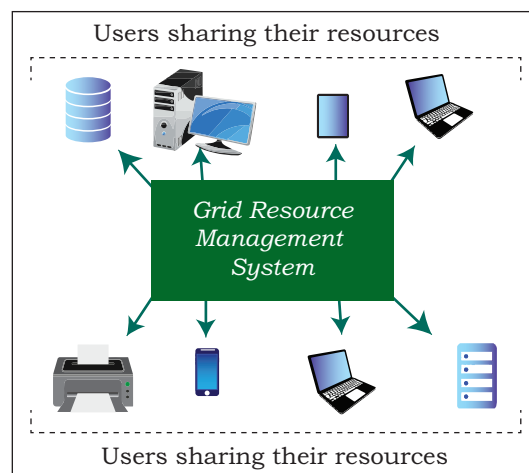 Users sharing their resources
Grid Resource
Management
System
Users sharing their resources